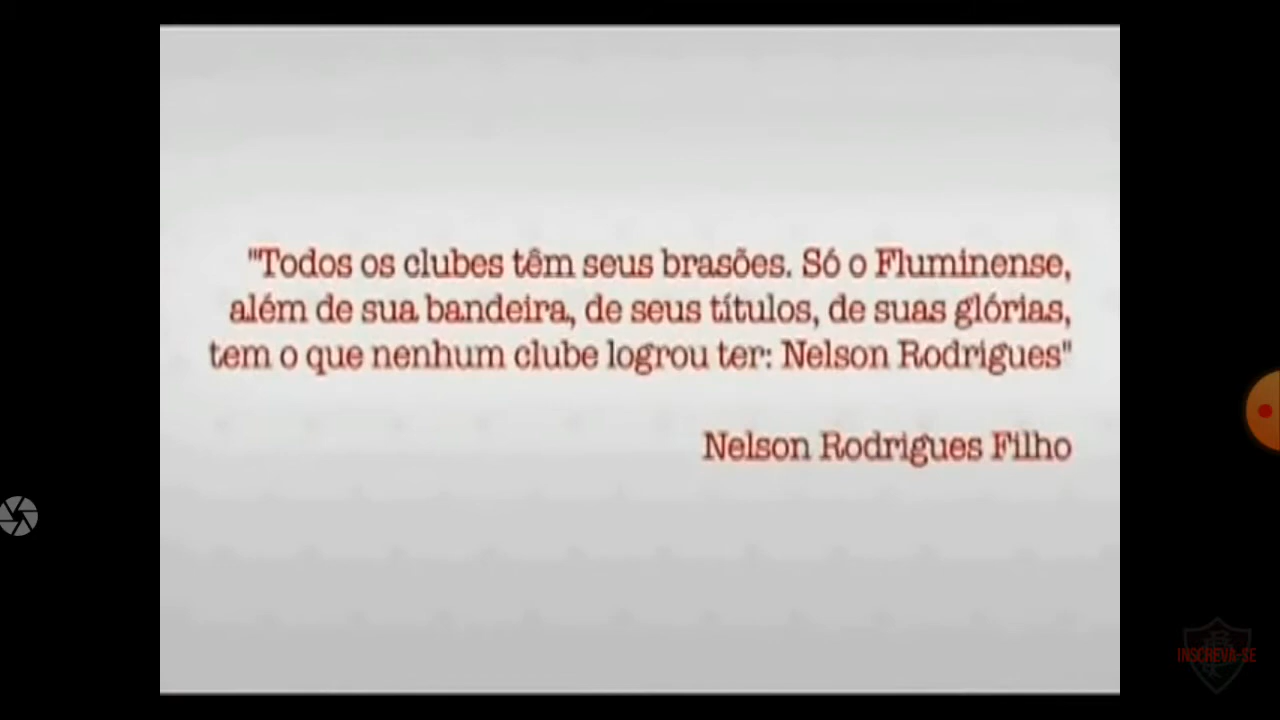 "Todos os clubes têm seus brasões. Só o Fluminense,
além de sua bandeira, de seus títulos, de suas glórias,
tem o que nenhum clube logrou ter: Nelson Rodrigues"
Nelson Rodrigues Filho
INSCREVA-SE